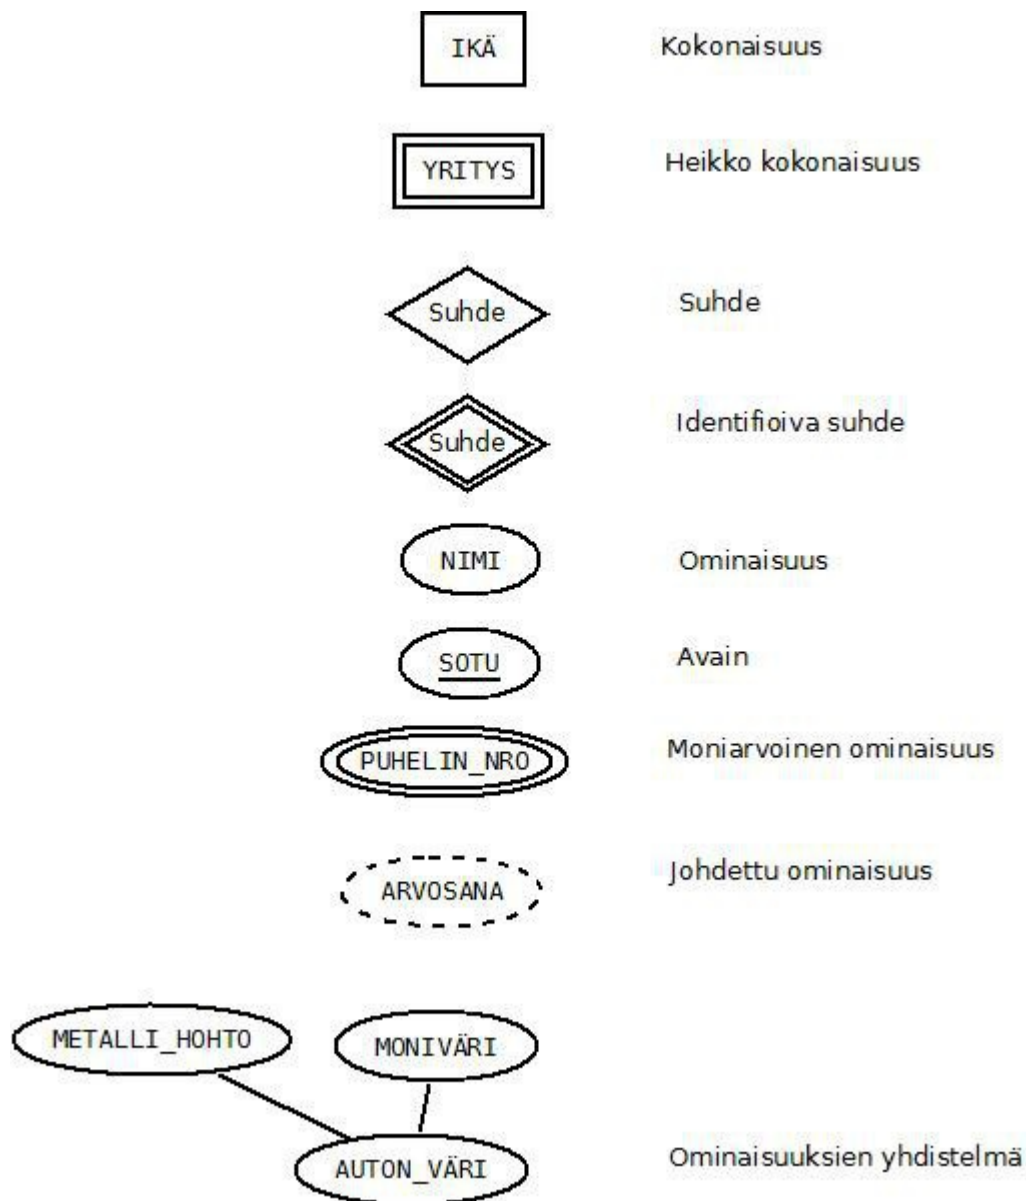 IKÄ
Kokonaisuus
YRITYS
Heikko kokonaisuus
Suhde
Suhde
Suhde
Identifioiva suhde
NIMI
Ominaisuus
SOTU
Avain
PUHELIN_NRO
Moniarvoinen ominaisuus
ARVOSANA
Johdettu ominaisuus
METALLI_HOHTO
MONIVÄRI
AUTON_VÄRI
Ominaisuuksien yhdistelmä